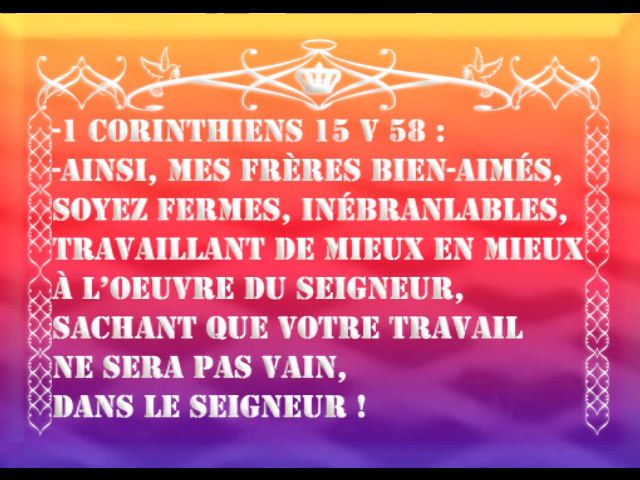 -1 CORINTHIENS 15 V 58 :
-AINSI, MES FRÈRES BIEN-AIMÉS,
SOYEZ FERMES, INÉBRANLABLES,
TRAVAILLANT DE MIEUX EN MIEUX
À L'OEUVRE DU SEIGNEUR,
SACHANT QUE VOTRE TRAVAIL
NE SERA PAS VAIN,
DANS LE SEIGNEUR !